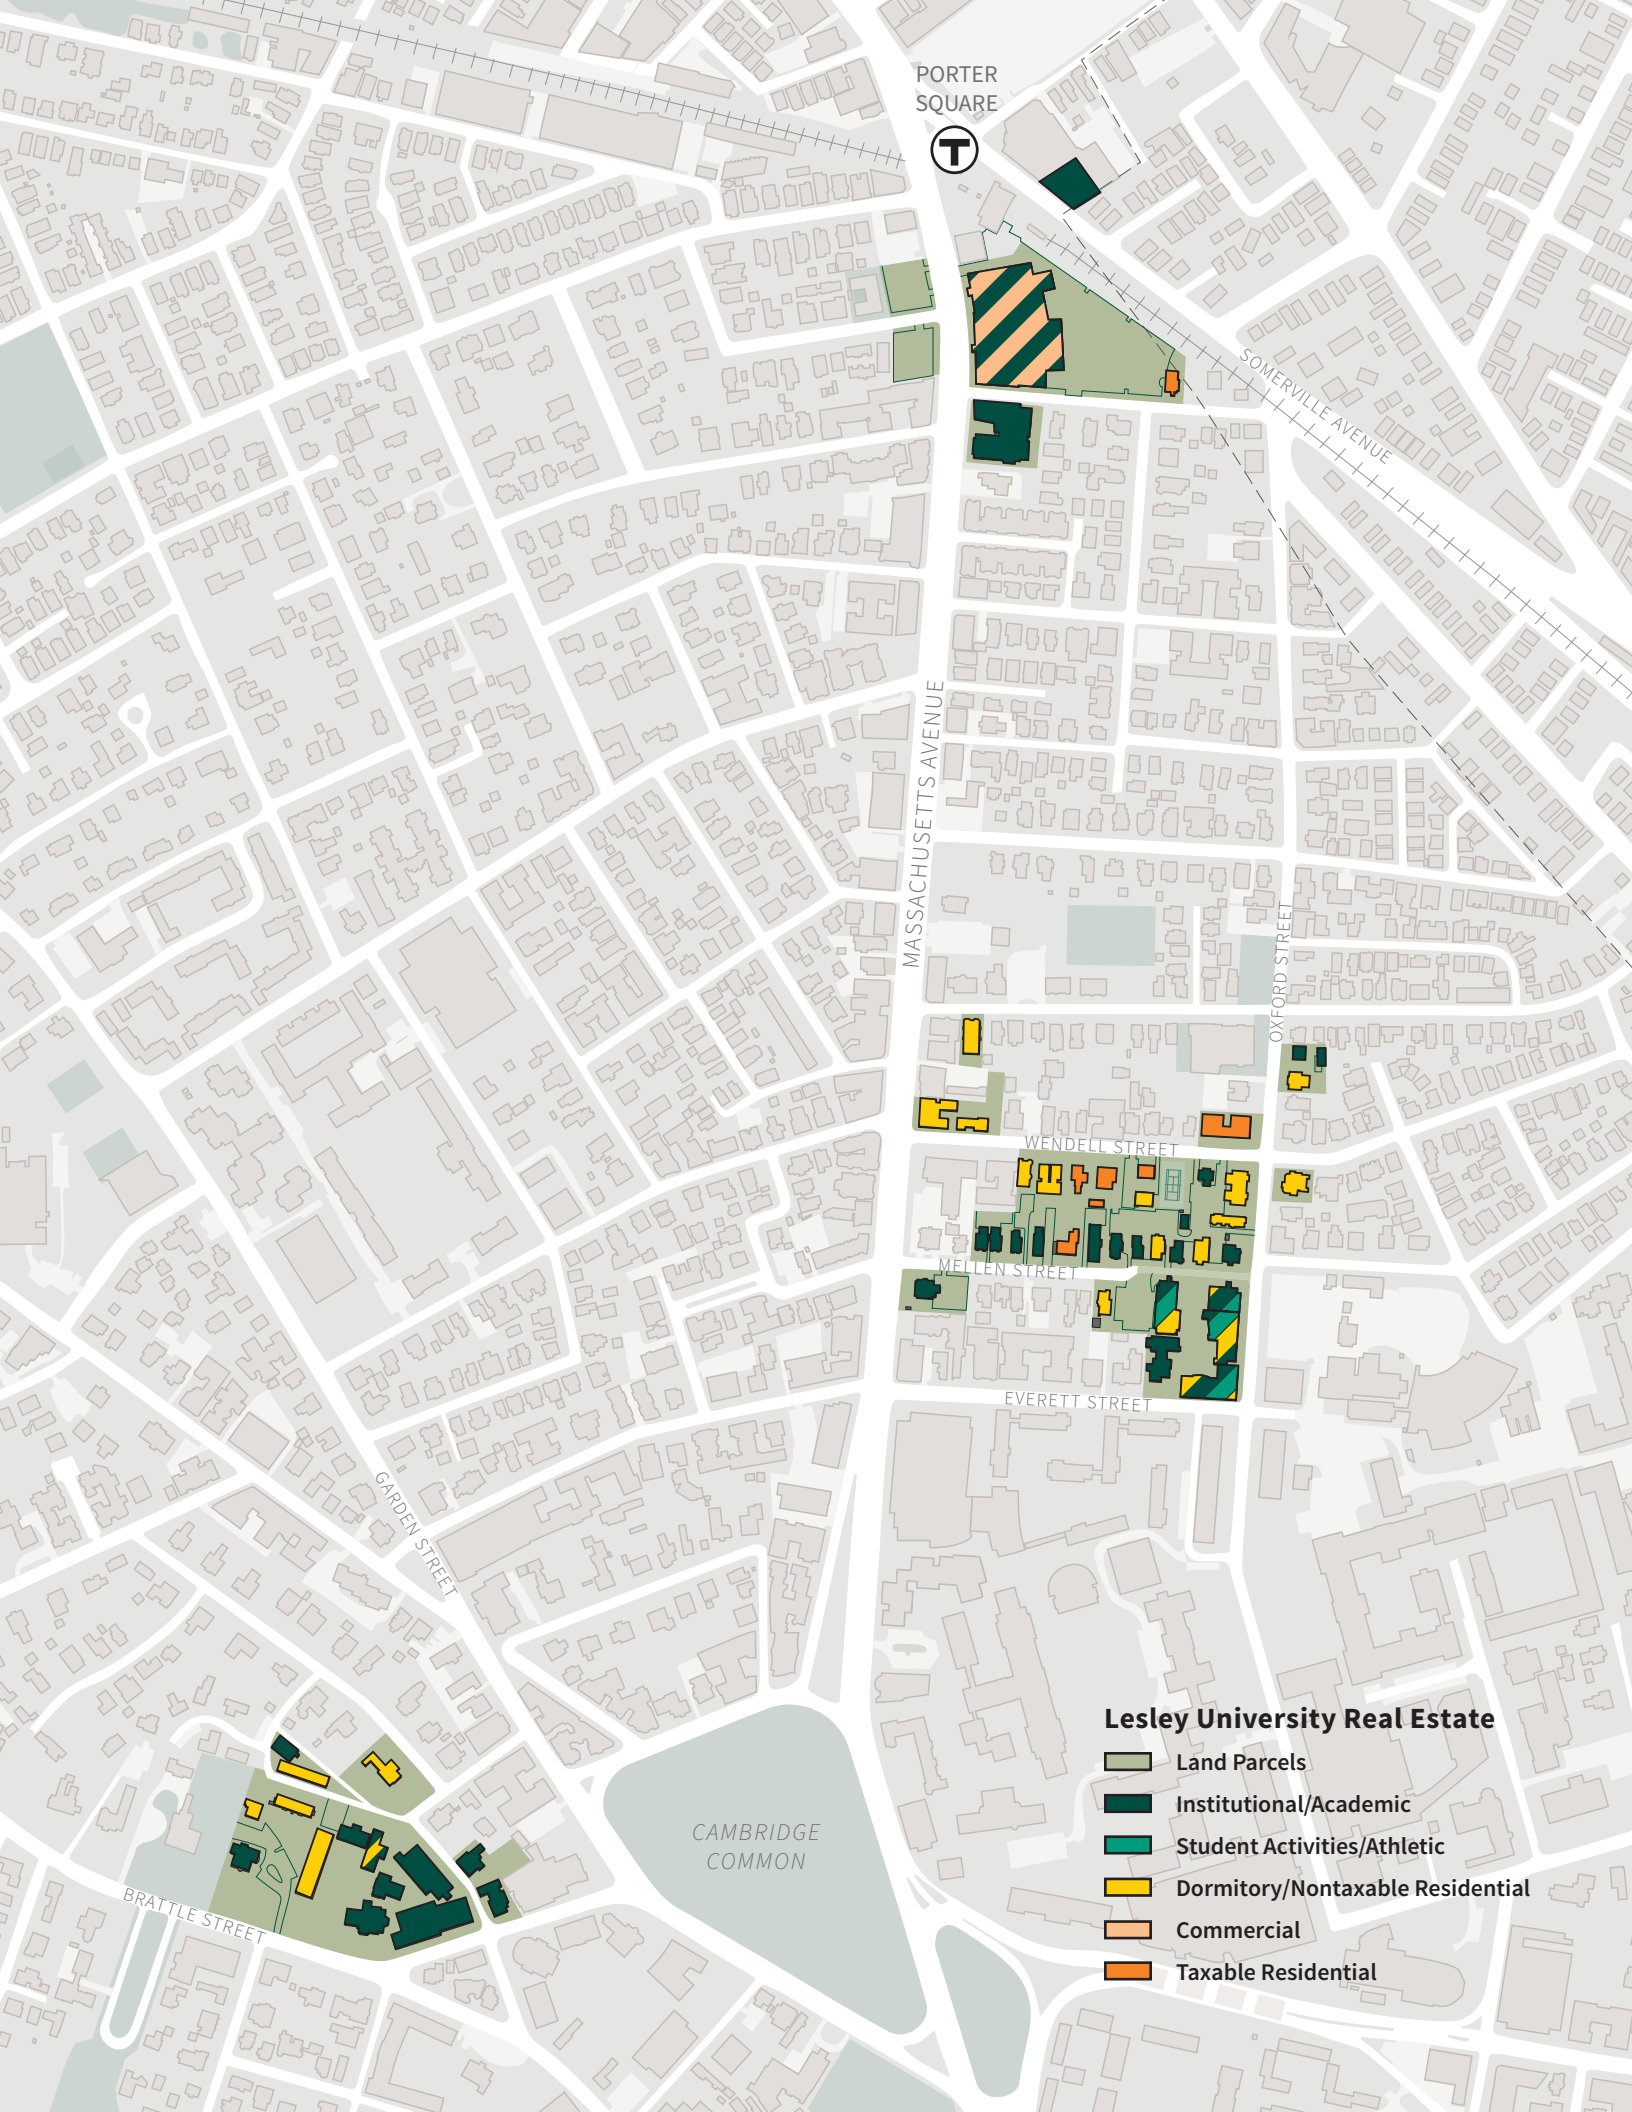 PORTER
SQUARE
T
SOMERVILLE AVENUE
MASSACHUSETTS AVENUE
OXFORD STREET
WENDELL STREET
MELLEN STREET
EVERETT STREET
GARDEN STREET
CAMBRIDGE
COMMON
BRATTLE STREET
Lesley University Real Estate
Land Parcels
Institutional/Academic
Student Activities/Athletic
Dormitory/Nontaxable Residential
Commercial
Taxable Residential